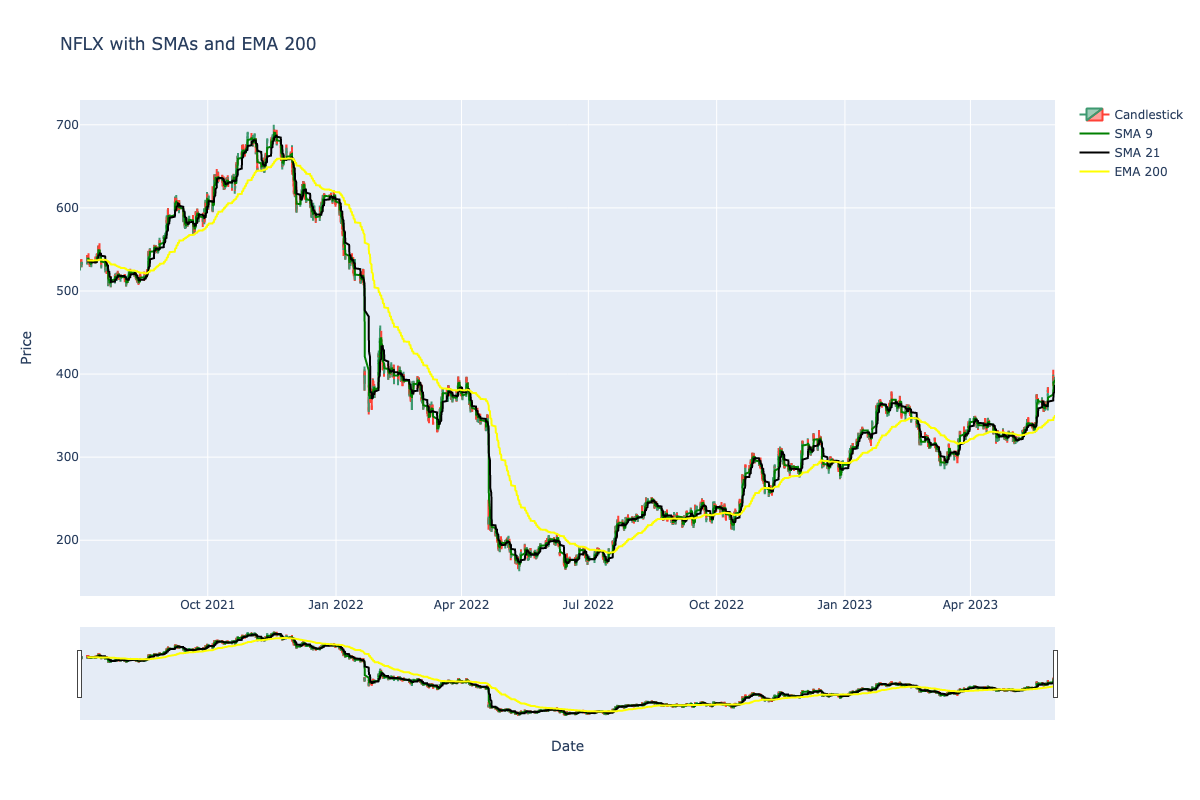 NFLX with SMAs and EMA 200
Candlestick
SMA 9
SMA 21
EMA 200
700
600
500
400
300
200
Price
Oct 2021
Jan 2022
Apr 2022
Jul 2022
Oct 2022
Jan 2023
Apr 2023
Date